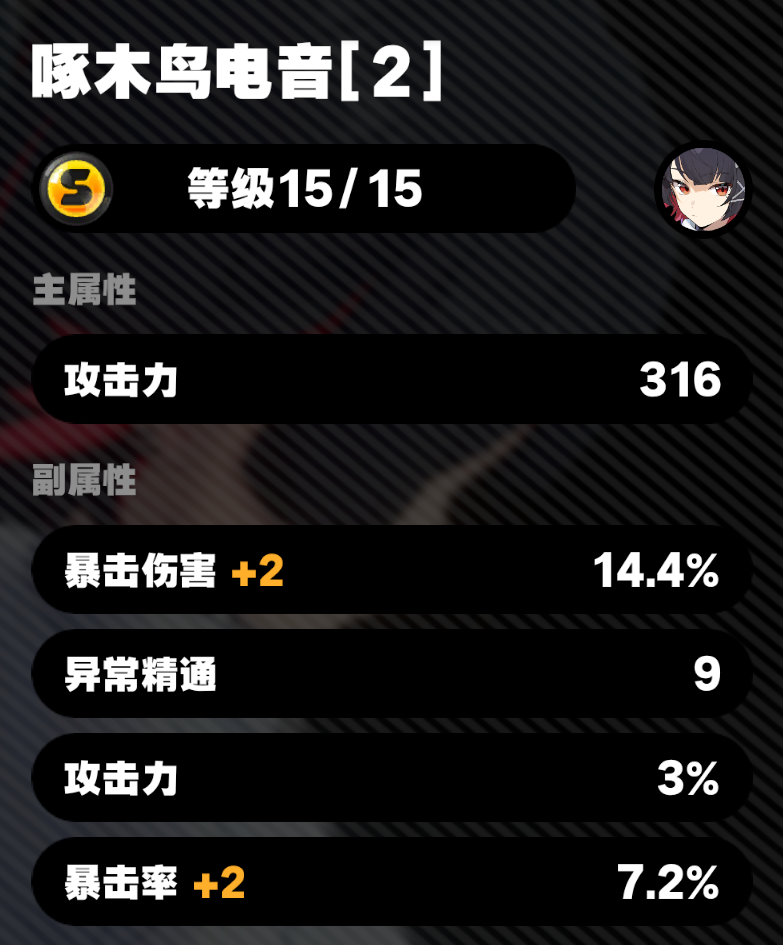 啄木鸟电音[2]
S 等级15/15
主属性
攻击力 316
副属性
暴击伤害 +2 14.4%
异常精通 9
攻击力 3%
暴击率 +2 7.2%